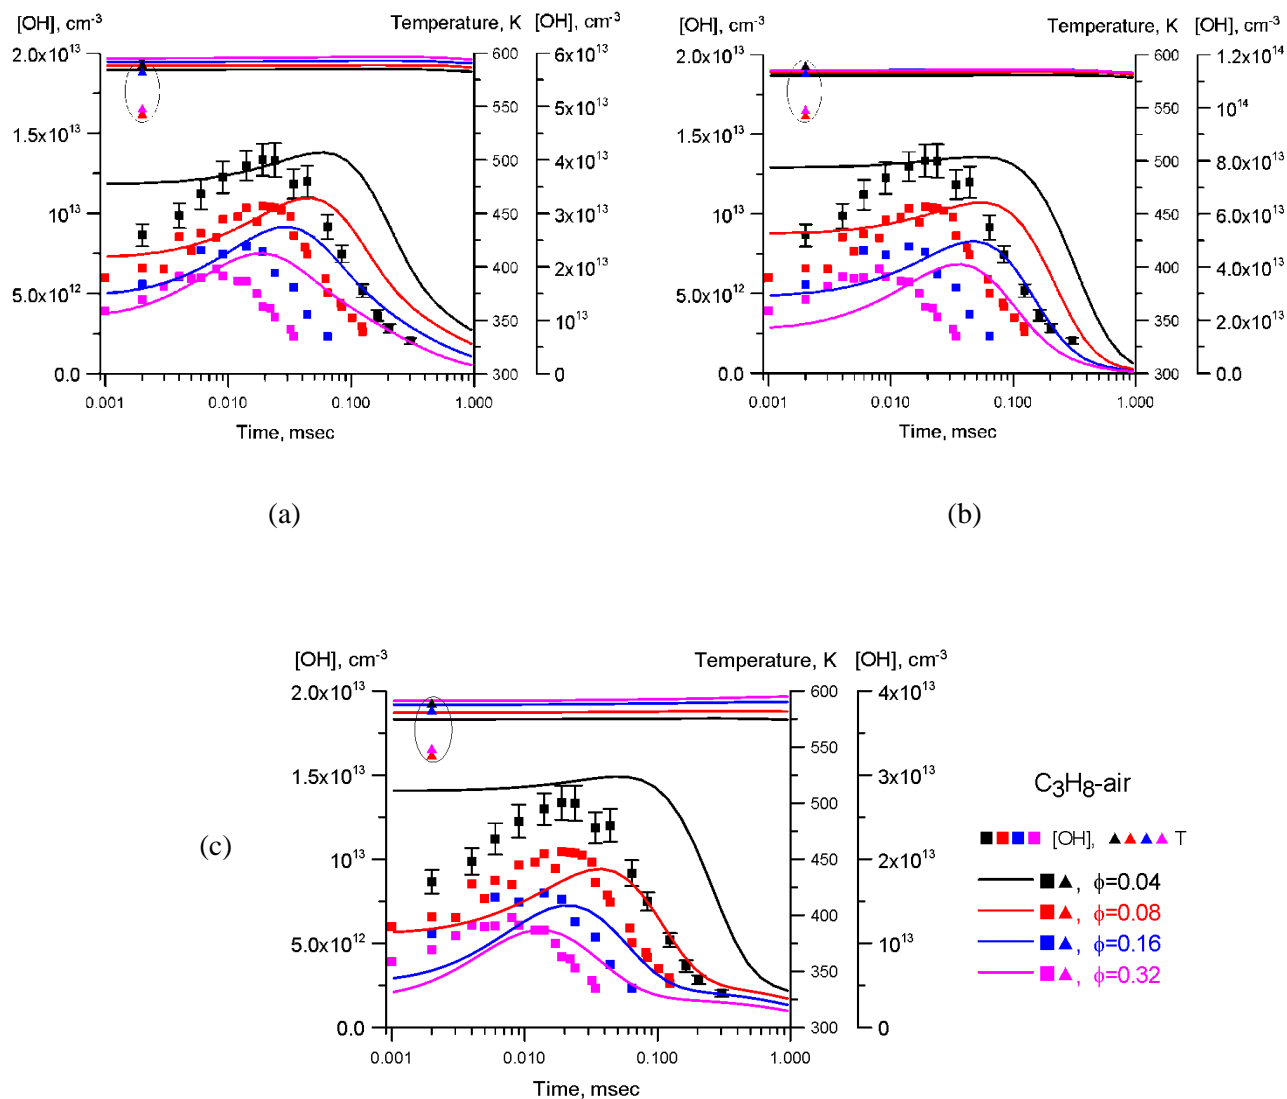 [OH], cm-3 Temperature, K [OH], cm-3
2.0x1013 600 6x1013
550 5x1013
1.5x1013
500 4x1013
1013 450 3x1013
400 2x1013
5.0x1012
350 1013
0.0 300 0
0.001 0.010 0.100 1.000
Time, msec
(a)
[OH], cm-3 Temperature, K [OH], cm-3
2.0x1013 600 1.2x1014
550 1014
1.5x1013
500 8.0x1013
1013 450 6.0x1013
400 4.0x1013
5.0x1012
350 2.0x1013
0.0 300 0.0
0.001 0.010 0.100 1.000
Time, msec
(b)
[OH], cm-3 Temperature, K [OH], cm-3
2.0x1013 600 4x1013
550
1.5x1013 3x1013
500
1013 450 2x1013
400
5.0x1012 1013
350
0.0 300 0
0.001 0.010 0.100 1.000
Time, msec
(c)
C3H8-air
[OH], T
, ϕ=0.04
, ϕ=0.08
, ϕ=0.16
, ϕ=0.32